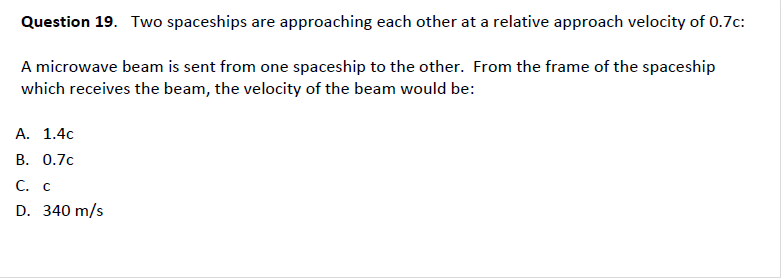 Question 19.  Two spaceships are approaching each other at a relative approach velocity of 0.7c:
A microwave beam is sent from one spaceship to the other.  From the frame of the spaceship
which receives the beam, the velocity of the beam would be:
A.  1.4c
B.  0.7c
C.  c
D.  340 m/s